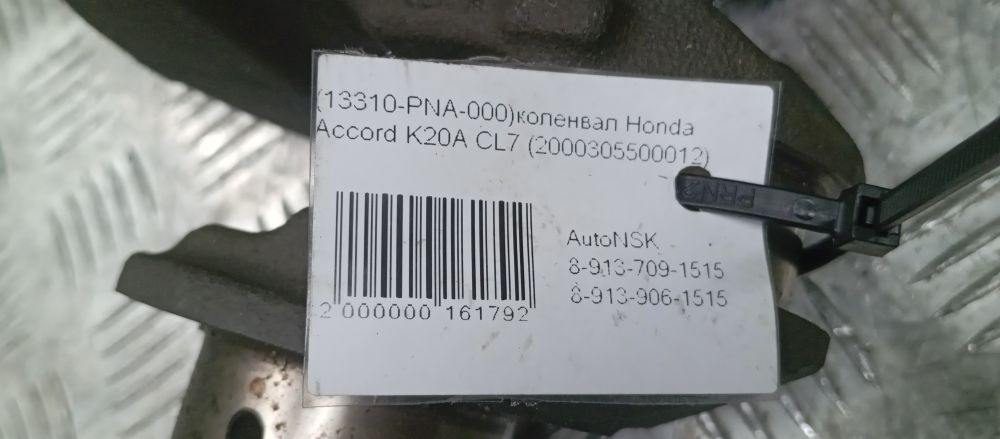 (13310-PNA-000)коленвал Honda
Accord K20A CL7 (2000305500012)
AutoNSK
8-913-709-1515
8-913-906-1515
2 000000 161792
PRN2